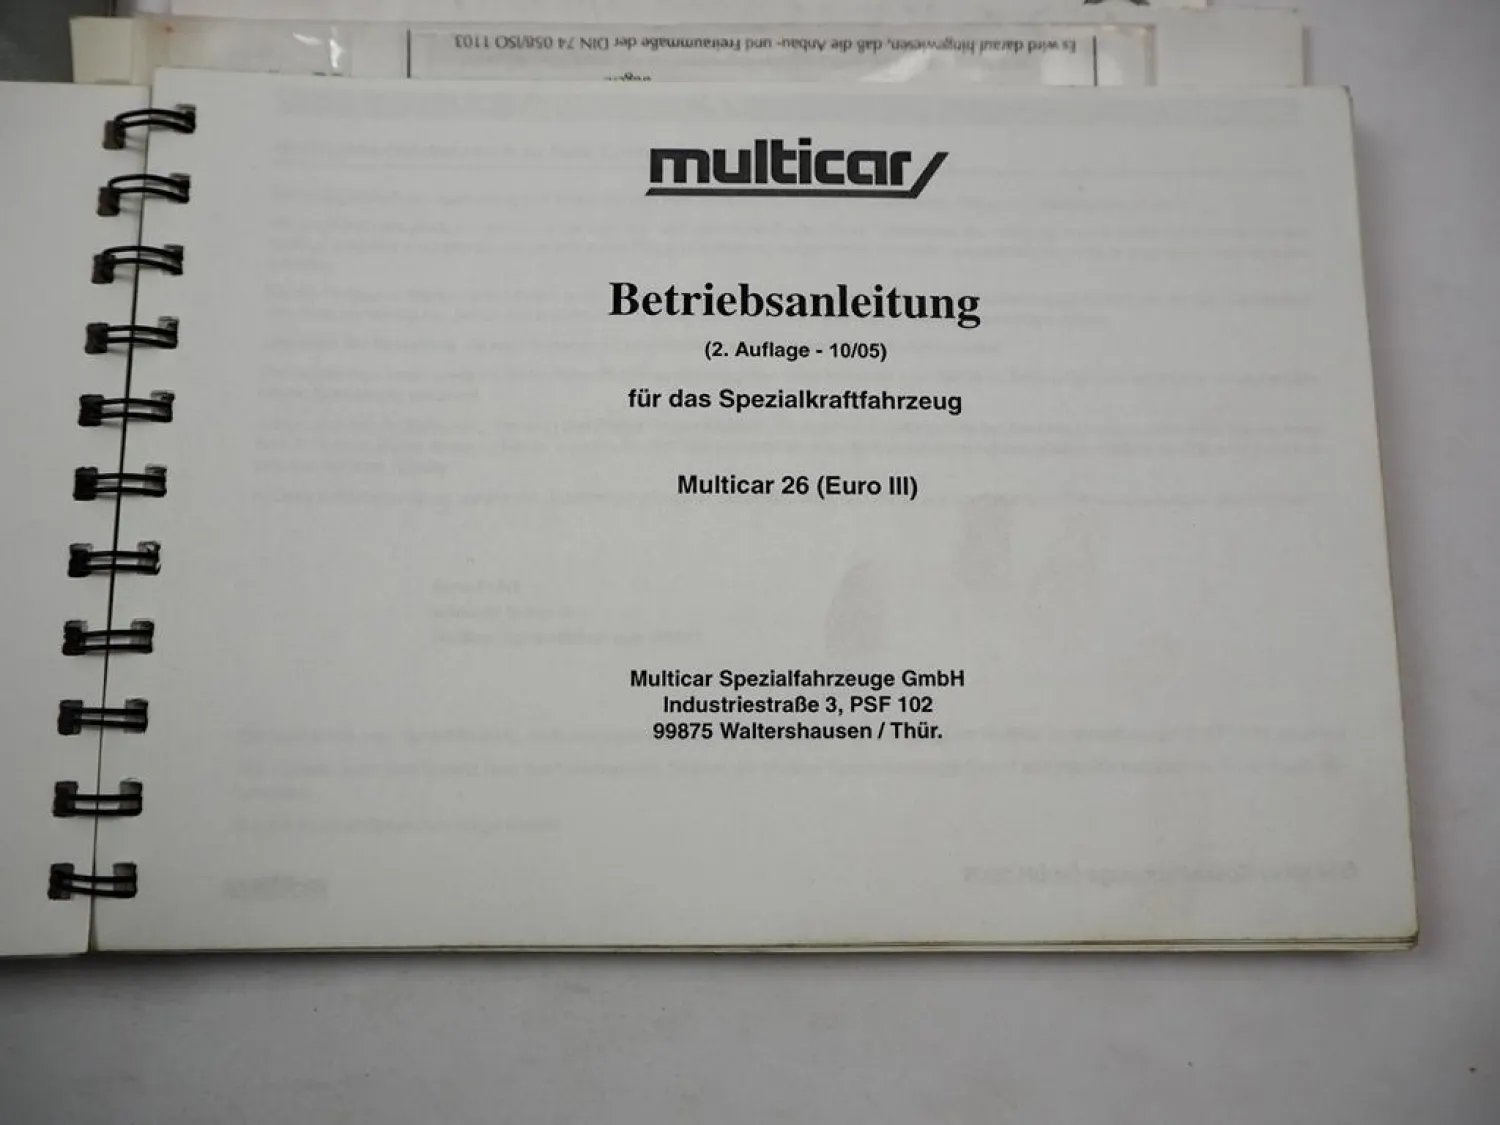 Es wird darauf hingewiesen, daß die Anbau- und Freiraummaße der DIN 74 058/ISO 1103
multicar
Betriebsanleitung
(2. Auflage - 10/05)
für das Spezialkraftfahrzeug
Multicar 26 (Euro III)
Multicar Spezialfahrzeuge GmbH
Industriestraße 3, PSF 102
99875 Waltershausen / Thür.